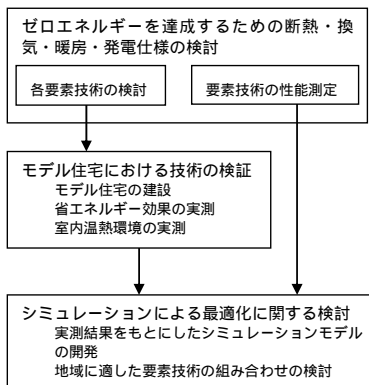 ゼロエネルギーを達成するための断熱・換
気・暖房・発電仕様の検討
各要素技術の検討
要素技術の性能測定
モデル住宅における技術の検証
モデル住宅の建設
省エネルギー効果の実測
室内温熱環境の実測
シミュレーションによる最適化に関する検討
実測結果をもとにしたシミュレーションモデル
の開発
地域に適した要素技術の組み合わせの検討